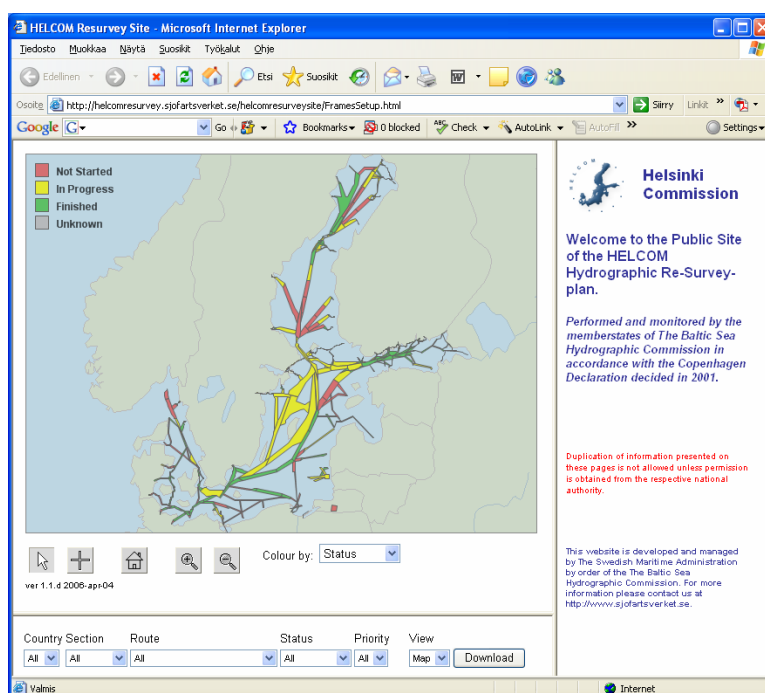 HELCOM Resurvey Site - Microsoft Internet Explorer
Tiedosto Muokkaa Näytä Suosikit Työkalut Ohje
Edellinen Etsi Suosikit
Osoite http://helcomresurvey.sjofartsverket.se/helcomresurveysite/FramesSetup.html Siirry Linkit
Google G Go Bookmarks 0 blocked Check AutoLink AutoFill Settings
Not Started
In Progress
Finished
Unknown
HELCOM
Helsinki
Commission
Welcome to the Public Site
of the HELCOM
Hydrographic Re-Survey-
plan.
Performed and monitored by the
memberstates of The Baltic Sea
Hydrographic Commission in
accordance with the Copenhagen
Declaration decided in 2001.
Duplication of information presented on
these pages is not allowed unless permission
is obtained from the respective national
authority.
This website is developed and managed
by The Swedish Maritime Administration
by order of the The Baltic Sea
Hydrographic Commission. For more
information please contact us at
http://www.sjofartsverket.se.
Colour by: Status
ver 1.1.d 2006-apr-04
Country Section Route Status Priority View
All All All All All Map Download
Valmis Internet